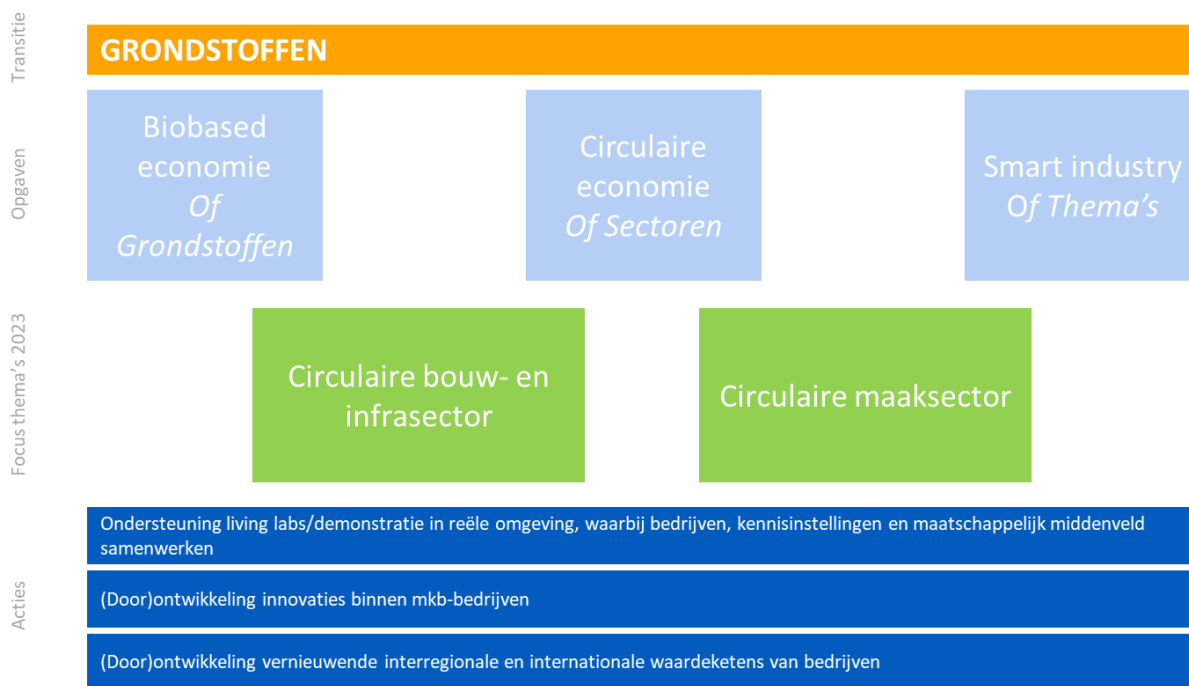 Transitie
GRONDSTOFFEN
Opgaven
Biobased
economie
Of
Grondstoffen
Circulaire
economie
Of Sectoren
Smart industry
Of Thema's
Focus thema's 2023
Circulaire bouw- en
infrasector
Circulaire maaksector
Acties
Ondersteuning living labs/demonstratie in reële omgeving, waarbij bedrijven, kennisinstellingen en maatschappelijk middenveld
samenwerken
(Door)ontwikkeling innovaties binnen mkb-bedrijven
(Door)ontwikkeling vernieuwende interregionale en internationale waardeketens van bedrijven